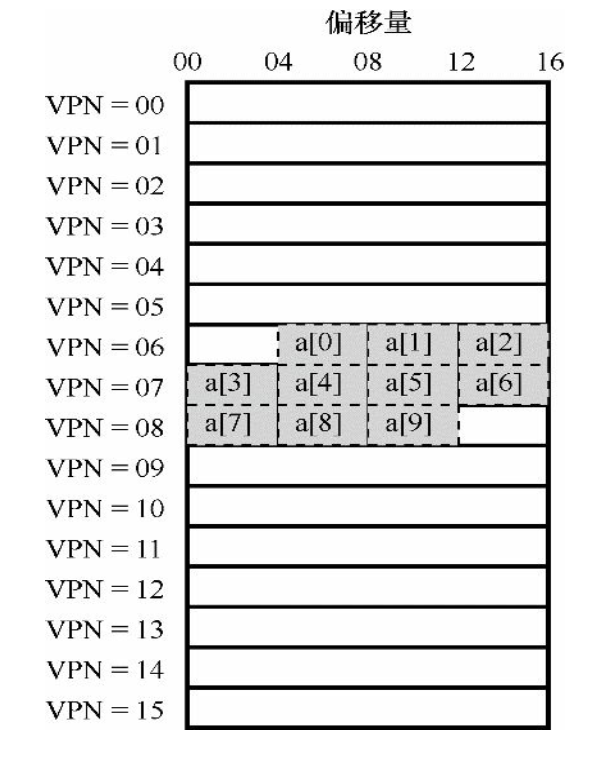 偏移量
00 04 08 12 16
VPN = 00
VPN = 01
VPN = 02
VPN = 03
VPN = 04
VPN = 05
VPN = 06 a[0] a[1] a[2]
VPN = 07 a[3] a[4] a[5] a[6]
VPN = 08 a[7] a[8] a[9]
VPN = 09
VPN = 10
VPN = 11
VPN = 12
VPN = 13
VPN = 14
VPN = 15